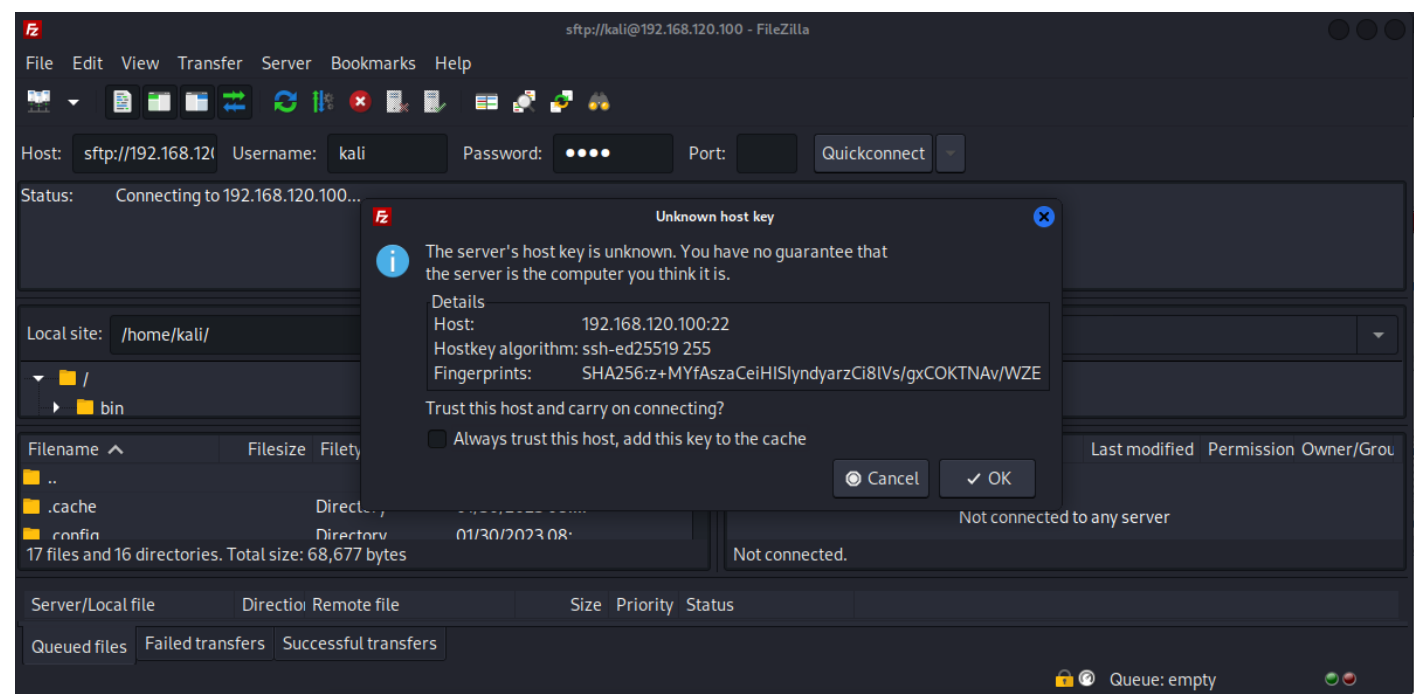 sftp://kali@192.168.120.100 - FileZilla
File Edit View Transfer Server Bookmarks Help
Host: sftp://192.168.12 Username: kali Password: •••• Port: Quickconnect
Status: Connecting to 192.168.120.100...
Unknown host key
The server's host key is unknown. You have no guarantee that
the server is the computer you think it is.
Details
Host: 192.168.120.100:22
Hostkey algorithm: ssh-ed25519 255
Fingerprints: SHA256:z+MYfAszaCeiHISIyndyarzCi8lVs/gxCOKTNAv/WZE
Trust this host and carry on connecting?
Always trust this host, add this key to the cache
Cancel OK
Local site: /home/kali/
/
bin
Filename Filesize Filety
..
.cache Direct
.config Directory 01/30/2023 08:
17 files and 16 directories. Total size: 68,677 bytes
Last modified Permission Owner/Grou
Not connected to any server
Not connected.
Server/Local file Direction Remote file Size Priority Status
Queued files Failed transfers Successful transfers
Queue: empty